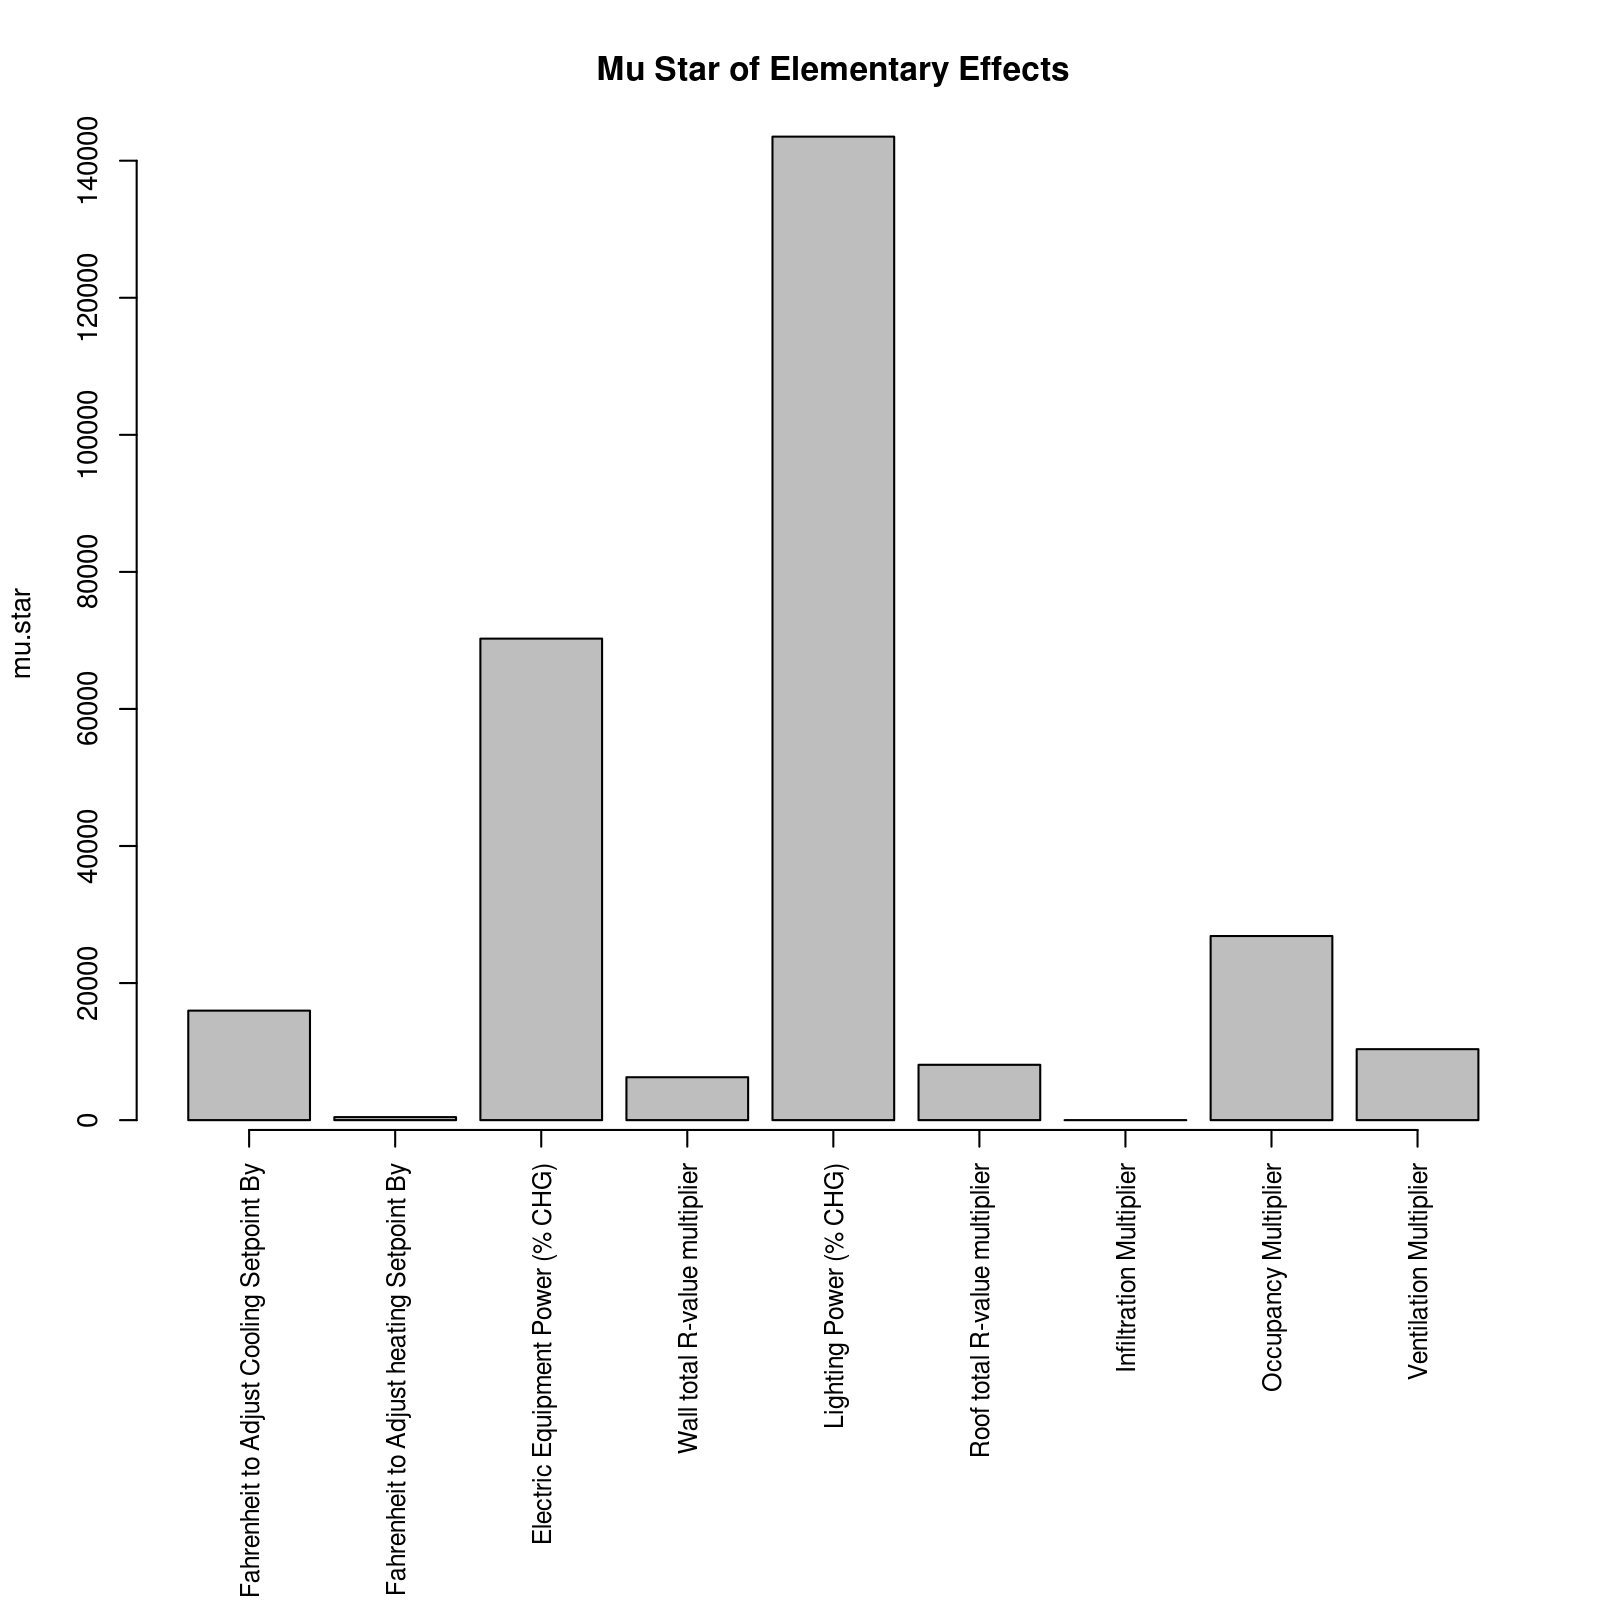 Mu Star of Elementary Effects
mu.star
140000
120000
100000
80000
60000
40000
20000
0
Fahrenheit to Adjust Cooling Setpoint By
Fahrenheit to Adjust heating Setpoint By
Electric Equipment Power (% CHG)
Wall total R-value multiplier
Lighting Power (% CHG)
Roof total R-value multiplier
Infiltration Multiplier
Occupancy Multiplier
Ventilation Multiplier